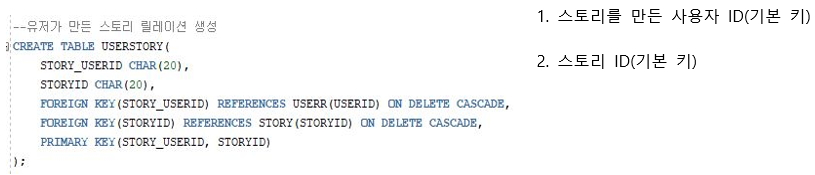 --유저가 만든 스토리 릴레이션 생성
CREATE TABLE USERSTORY(
STORY_USERID CHAR(20),
STORYID CHAR(20),
FOREIGN KEY(STORY_USERID) REFERENCES USERR(USERID) ON DELETE CASCADE,
FOREIGN KEY(STORYID) REFERENCES STORY(STORYID) ON DELETE CASCADE,
PRIMARY KEY(STORY_USERID, STORYID)
);
1. 스토리를 만든 사용자 ID(기본 키)
2. 스토리 ID(기본 키)